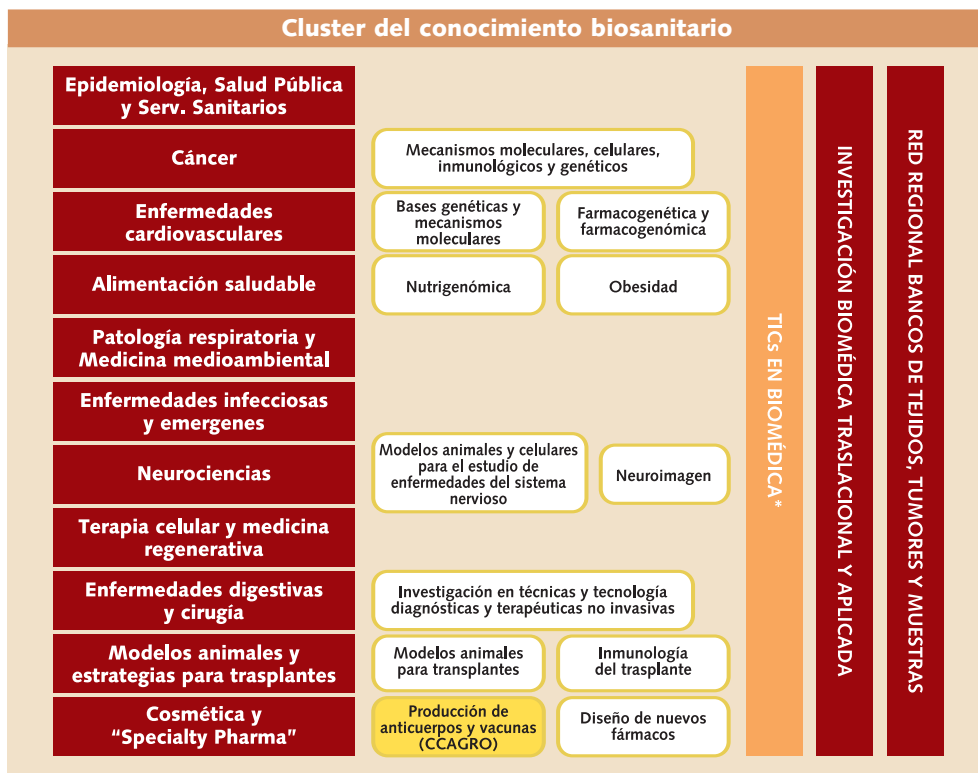 Cluster del conocimiento biosanitario
Epidemiología, Salud Pública
y Serv. Sanitarios
Cáncer
Mecanismos moleculares, celulares,
inmunológicos y genéticos
Enfermedades
cardiovasculares
Bases genéticas y
mecanismos
moleculares
Farmacogenética y
farmacogenómica
Alimentación saludable
Nutrigenómica
Obesidad
Patología respiratoria y
Medicina medioambiental
Enfermedades infecciosas
y emergenes
Neurociencias
Modelos animales y celulares
para el estudio de
enfermedades del sistema
nervioso
Neuroimagen
Terapia celular y medicina
regenerativa
Enfermedades digestivas
y cirugía
Investigación en técnicas y tecnología
diagnósticas y terapéuticas no invasivas
Modelos animales y
estrategias para trasplantes
Modelos animales
para transplantes
Inmunología
del trasplante
Cosmética y
“Specialty Pharma”
Producción de
anticuerpos y vacunas
(CCAGRO)
Diseño de nuevos
fármacos
TICs EN BIOMÉDICA*
INVESTIGACIÓN BIOMÉDICA TRASLACIONAL Y APLICADA
RED REGIONAL BANCOS DE TEJIDOS, TUMORES Y MUESTRAS